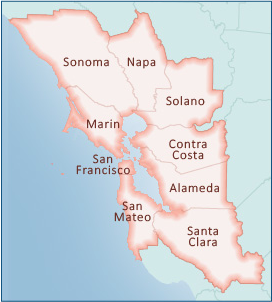 Sonoma
Napa
Solano
Marin
Contra
Costa
San
Francisco
Alameda
San
Mateo
Santa
Clara